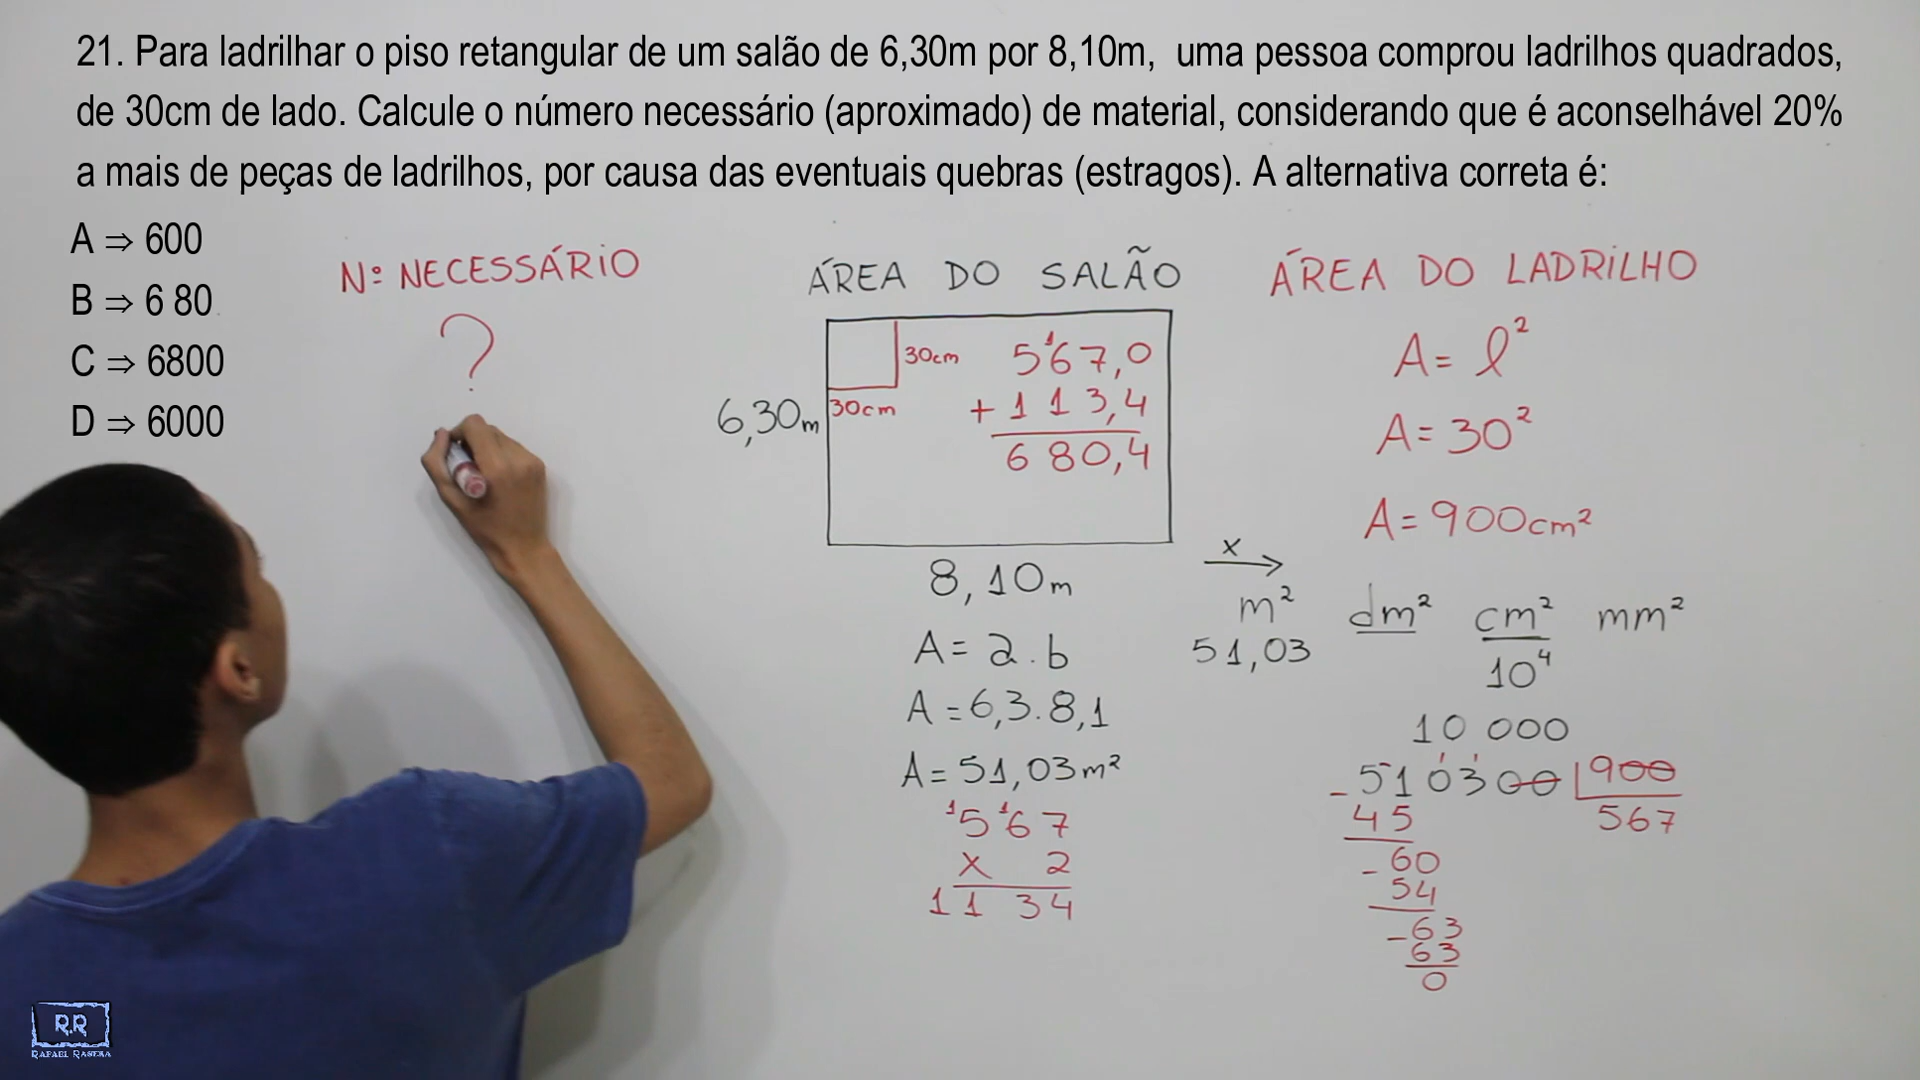 21. Para ladrilhar o piso retangular de um salão de 6,30m por 8,10m, uma pessoa comprou ladrilhos quadrados,
de 30cm de lado. Calcule o número necessário (aproximado) de material, considerando que é aconselhável 20%
a mais de peças de ladrilhos, por causa das eventuais quebras (estragos). A alternativa correta é:
A ⇒ 600
B ⇒ 6 80
C ⇒ 6800
D ⇒ 6000
Nº NECESSÁRIO
?
ÁREA DO SALÃO
30cm
30cm
1
567,0
+ 113,4
680,4
6,30m
8,10m
A = a . b
A = 6,3 . 8,1
A = 51,03m²
1 1
567
x 2
1134
ÁREA DO LADRILHO
A = l²
A = 30²
A = 900cm²
x
→
m² dm² cm² mm²
51,03 10⁴
10 000
- 510300 900
45 567
- 60
54
- 63
63
0
R.R
RAFAEL RASERA